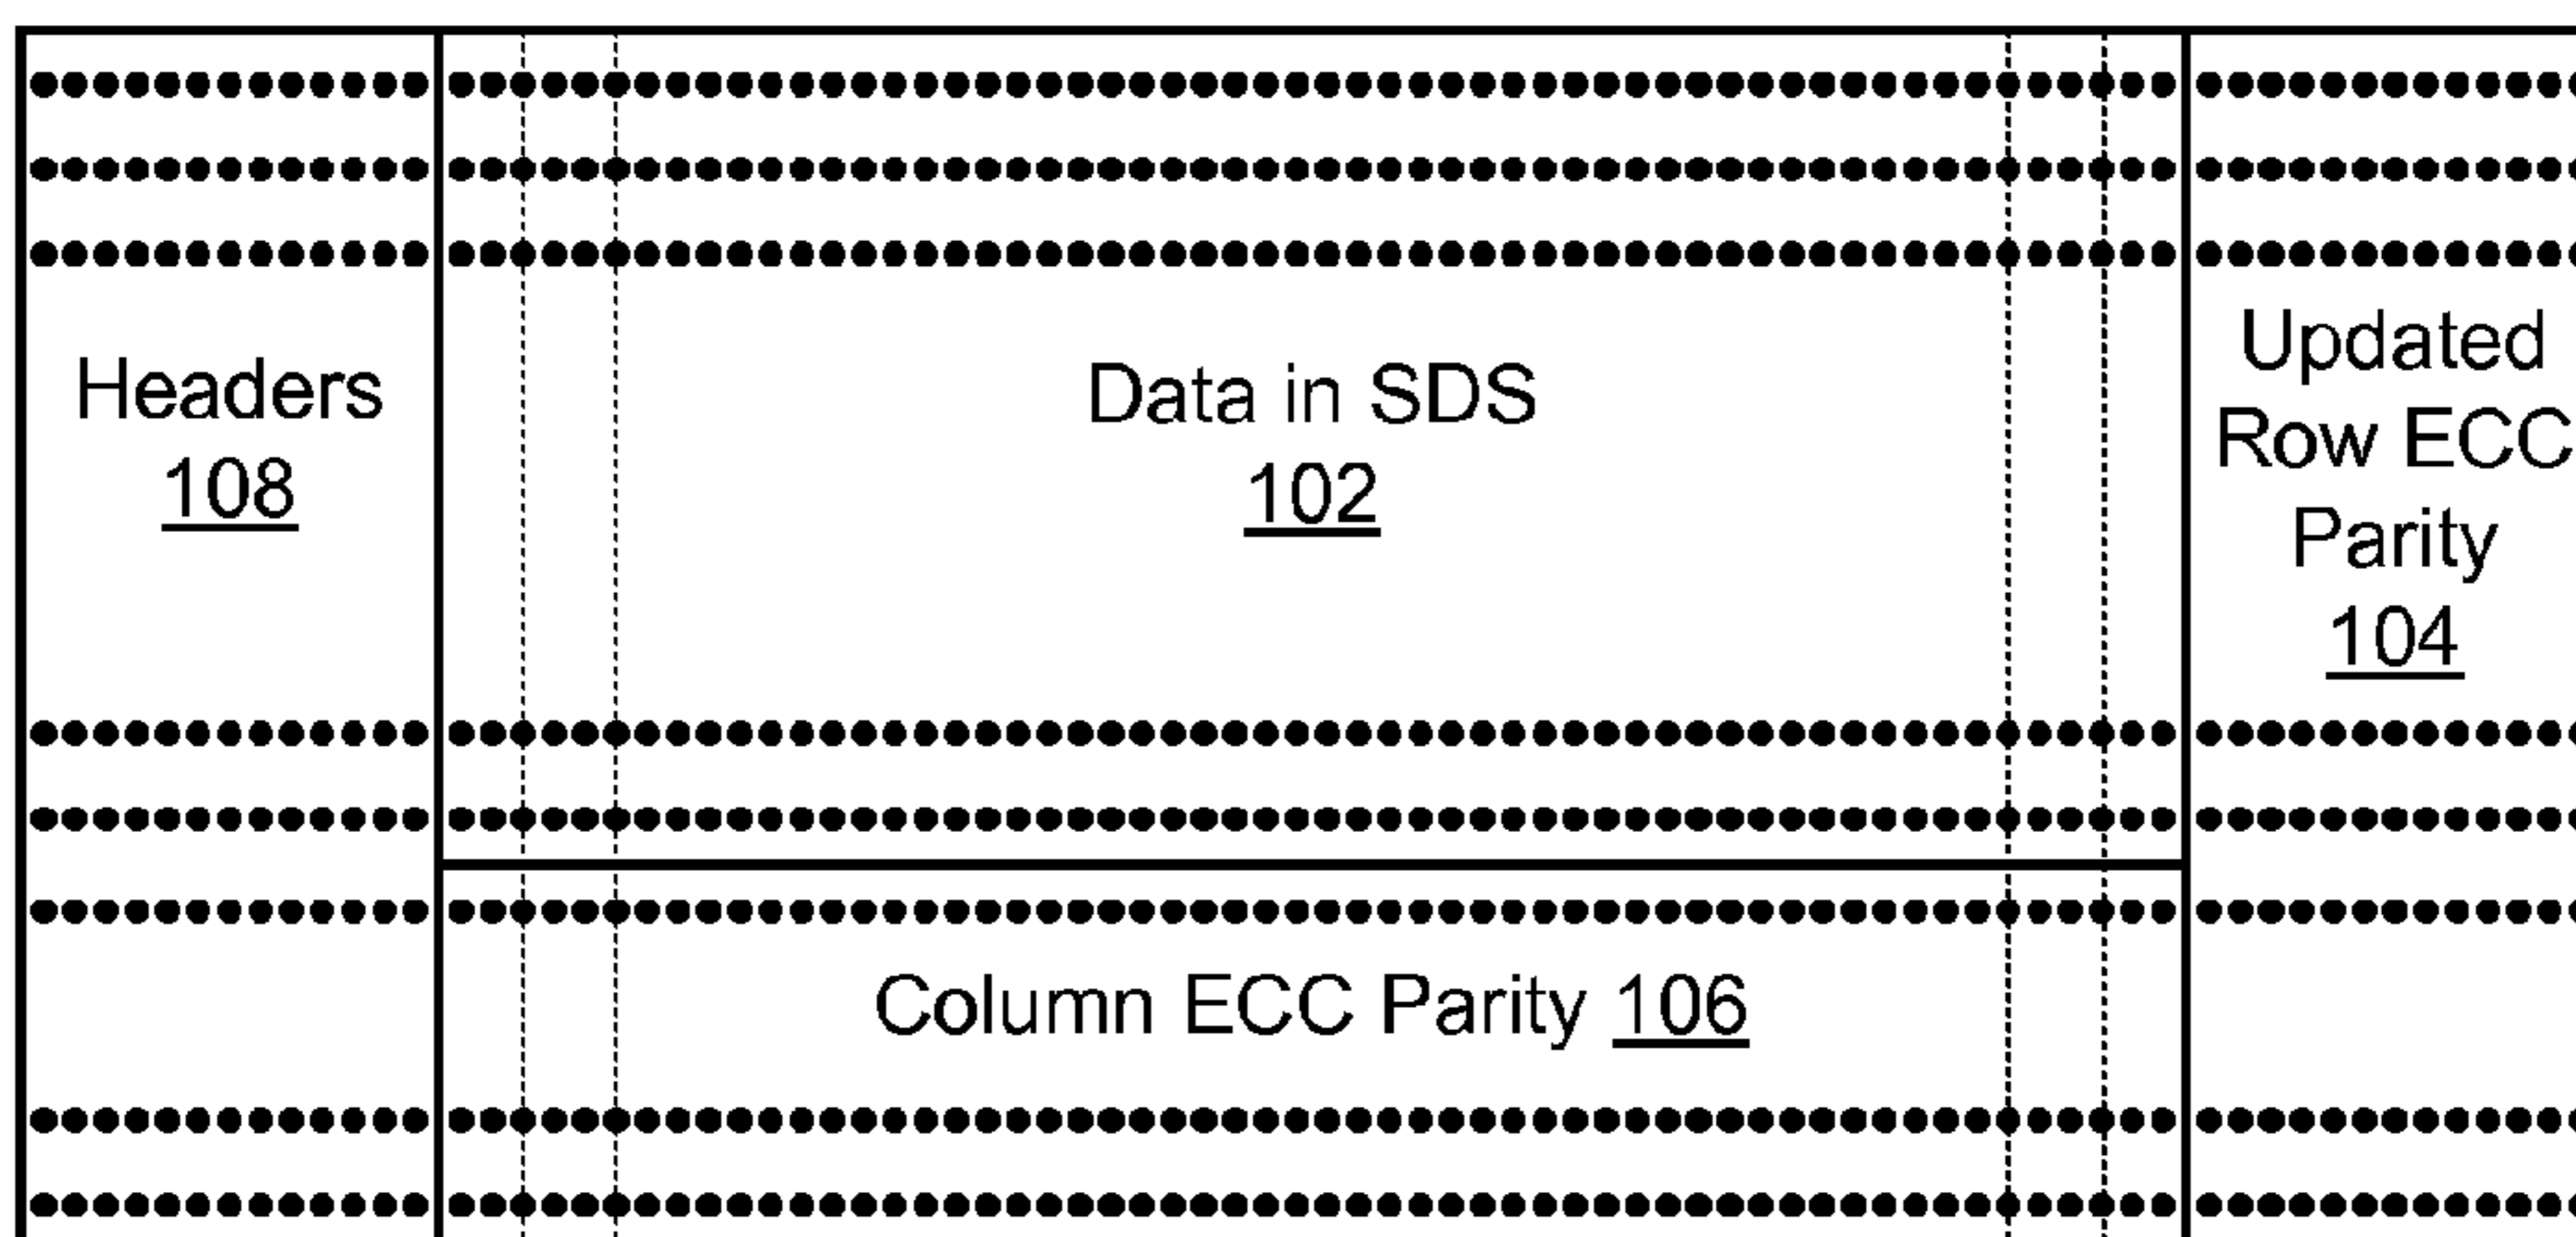 Headers
108
Data in SDS
102
Updated
Row ECC
Parity
104
Column ECC Parity 106